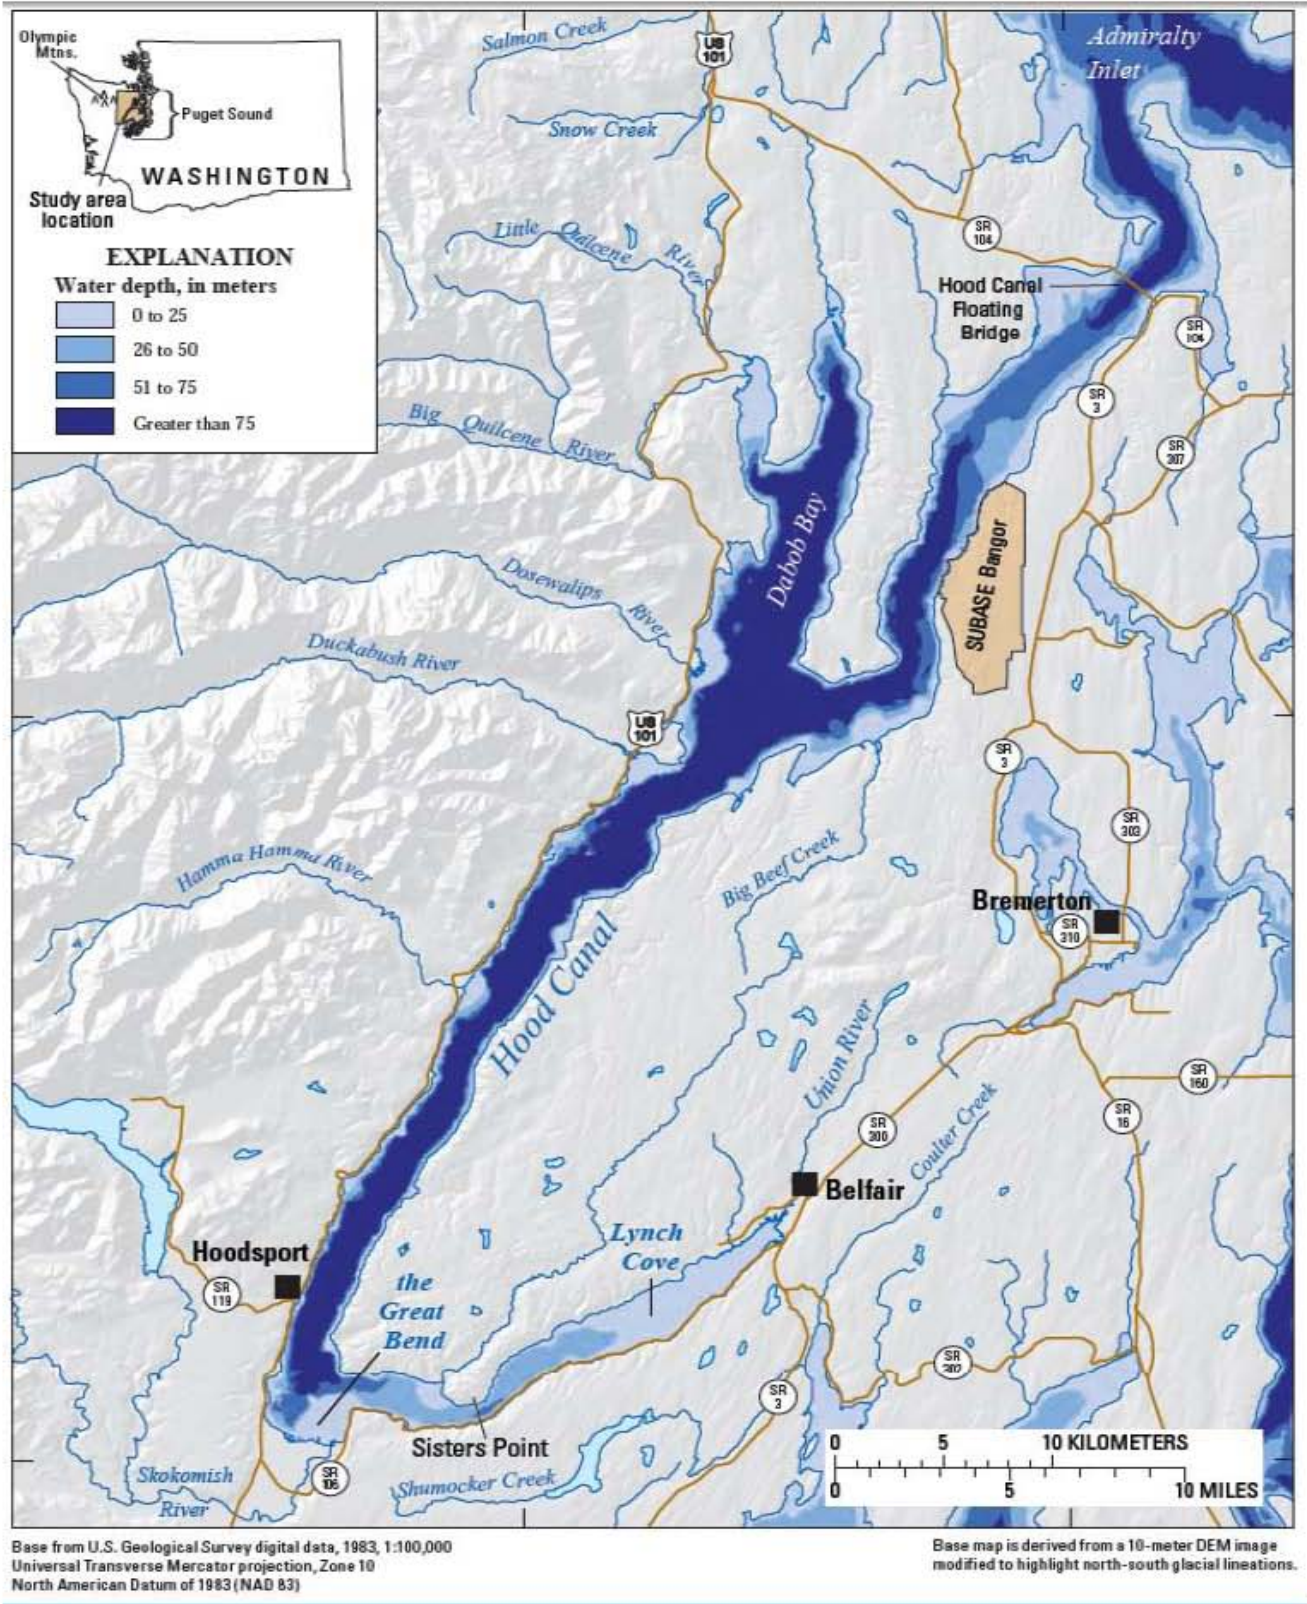 Olympic
Mtns.
Puget Sound
WASHINGTON
Study area
location
EXPLANATION
Water depth, in meters
0 to 25
26 to 50
51 to 75
Greater than 75
Salmon Creek
US
101
Admiralty
Inlet
Snow Creek
Little Quilcene River
SR
104
Hood Canal
Floating
Bridge
SR
104
SR
3
SR
307
Big Quilcene River
Dabob Bay
SUBASE Bangor
Dosewalips River
Duckabush River
US
101
SR
3
SR
303
Hamma Hamma River
Big Beef Creek
Bremerton
SR
310
Hood Canal
Union River
SR
160
SR
16
SR
300
Coulter Creek
Belfair
Lynch
Cove
Hoodsport
SR
119
the
Great
Bend
SR
302
SR
3
Sisters Point
SR
106
Skokomish
River
Shumocker Creek
0 5 10 KILOMETERS
0 5 10 MILES
Base from U.S. Geological Survey digital data, 1983, 1:100,000
Universal Transverse Mercator projection, Zone 10
North American Datum of 1983 (NAD 83)
Base map is derived from a 10-meter DEM image
modified to highlight north-south glacial lineations.